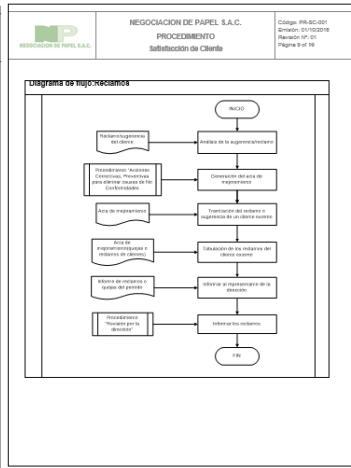 NEGOCIACION DE PAPEL S.A.C.
NEGOCIACION DE PAPEL S.A.C.
PROCEDIMIENTO
Satisfacción de Cliente
Código: PR-SC-001
Emisión: 01/10/2016
Revisión Nº: 01
Página 9 of 16
Diagrama de flujo:Reclamos
INICIO
Reclamo/sugerencia
del cliente
Análisis de la sugerencia/reclamo
Procedimiento "Acciones
Correctivas, Preventivas
para eliminar causas de No
Conformidades
Generación del acta de
mejoramiento
Acta de mejoramiento
Tramitación del reclamo o
sugerencia de un cliente externo
Acta de
mejoramiento(quejas o
reclamos de clientes)
Tabulación de los reclamos del
cliente externo
Informe de reclamos o
quejas del periodo
Informar al representante de la
dirección
Procedimiento
"Revisión por la
dirección"
Informar los reclamos
FIN